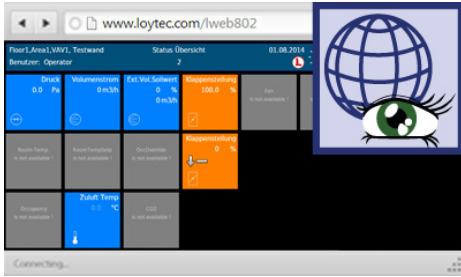 www.loytec.com/lweb802
Floor1,Area1,VAV1, Testwand
Status Übersicht
01.08.2014
Benutzer: Operator
2
L
Druck
0.0 Pa
Volumenstrom
0 m3/h
Ext.Vol.Sollwert
0 %
0 m3/h
Klappenstellung
100.0 %
Fan
is not available !
Room Temp
is not available !
RoomTempSetp
is not available !
OccOverride
is not available !
Klappenstellung
0 %
Occupancy
is not available !
Zuluft Temp
0.0 °C
CO2
is not available !
Connecting...